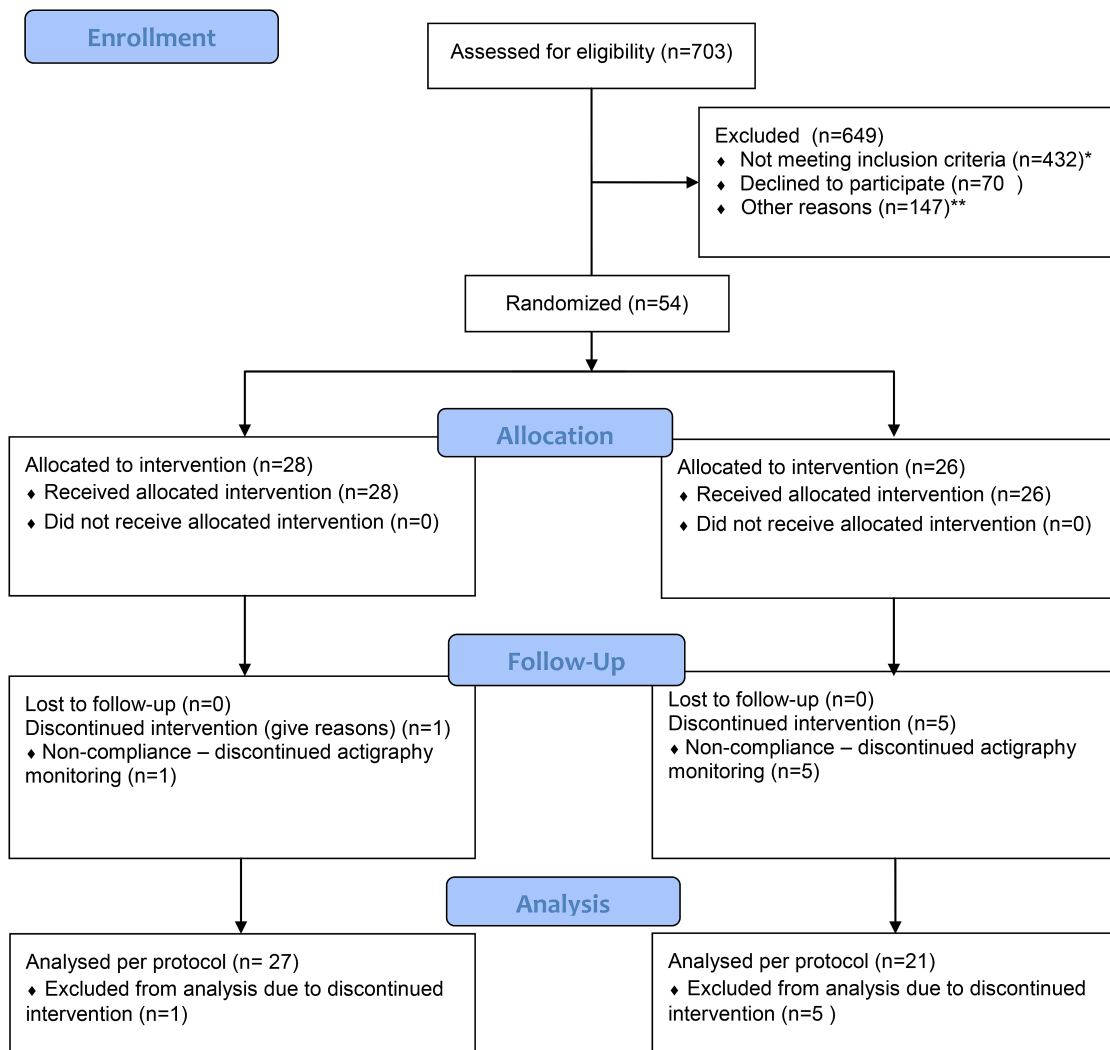 Enrollment
Assessed for eligibility (n=703)
Excluded (n=649)
♦ Not meeting inclusion criteria (n=432)*
♦ Declined to participate (n=70 )
♦ Other reasons (n=147)**
Randomized (n=54)
Allocation
Allocated to intervention (n=28)
♦ Received allocated intervention (n=28)
♦ Did not receive allocated intervention (n=0)
Allocated to intervention (n=26)
♦ Received allocated intervention (n=26)
♦ Did not receive allocated intervention (n=0)
Follow-Up
Lost to follow-up (n=0)
Discontinued intervention (give reasons) (n=1)
♦ Non-compliance – discontinued actigraphy
monitoring (n=1)
Lost to follow-up (n=0)
Discontinued intervention (n=5)
♦ Non-compliance – discontinued actigraphy
monitoring (n=5)
Analysis
Analysed per protocol (n= 27)
♦ Excluded from analysis due to discontinued
intervention (n=1)
Analysed per protocol (n=21)
♦ Excluded from analysis due to discontinued
intervention (n=5 )